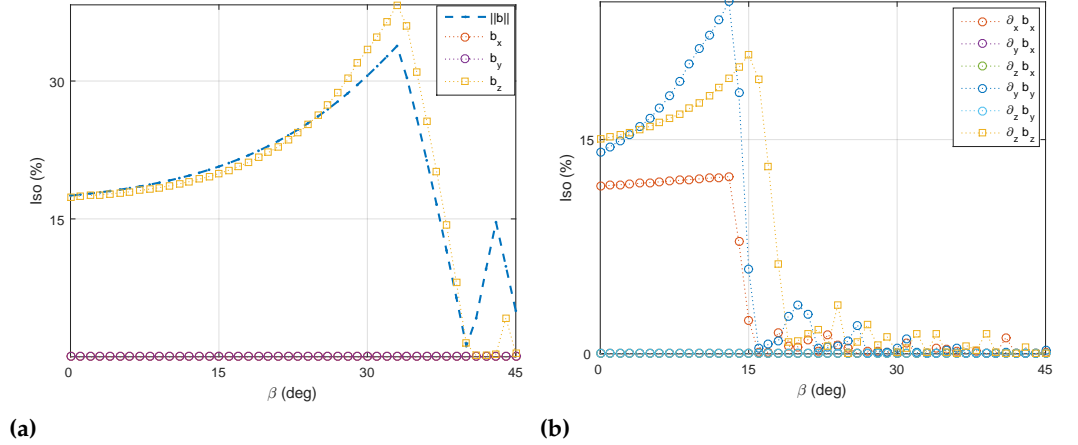 ||b||
b_x
b_y
b_z
30
15
0
15
30
45
Iso (%)
β (deg)
(a)
∂_x b_x
∂_y b_x
∂_z b_x
∂_y b_y
∂_z b_y
∂_z b_z
15
0
0
15
30
45
Iso (%)
β (deg)
(b)